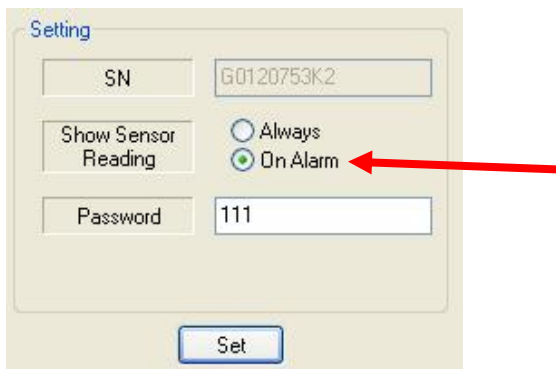 Setting
SN
G0120753K2
Show Sensor
Reading
Always
On Alarm
Password
111
Set